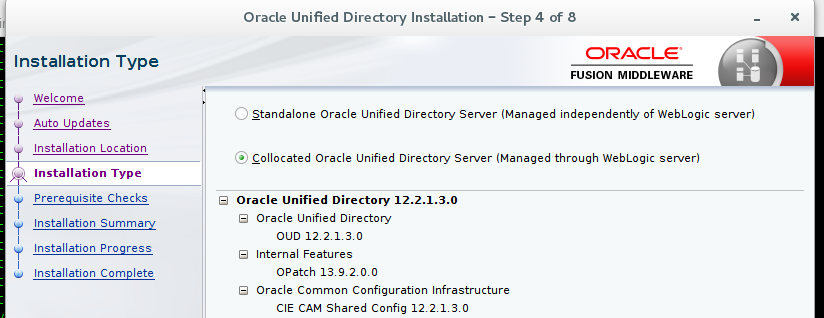 Oracle Unified Directory Installation – Step 4 of 8
Installation Type
ORACLE
FUSION MIDDLEWARE
Welcome
Auto Updates
Installation Location
Installation Type
Prerequisite Checks
Installation Summary
Installation Progress
Installation Complete
Standalone Oracle Unified Directory Server (Managed independently of WebLogic server)
Collocated Oracle Unified Directory Server (Managed through WebLogic server)
Oracle Unified Directory 12.2.1.3.0
Oracle Unified Directory
OUD 12.2.1.3.0
Internal Features
OPatch 13.9.2.0.0
Oracle Common Configuration Infrastructure
CIE CAM Shared Config 12.2.1.3.0